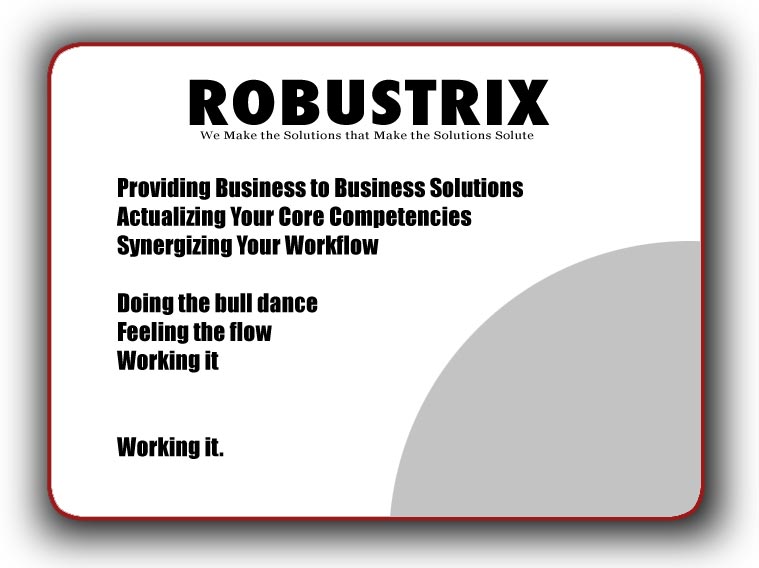 ROBUSTRIX
We Make the Solutions that Make the Solutions Solute
Providing Business to Business Solutions
Actualizing Your Core Competencies
Synergizing Your Workflow
Doing the bull dance
Feeling the flow
Working it
Working it.